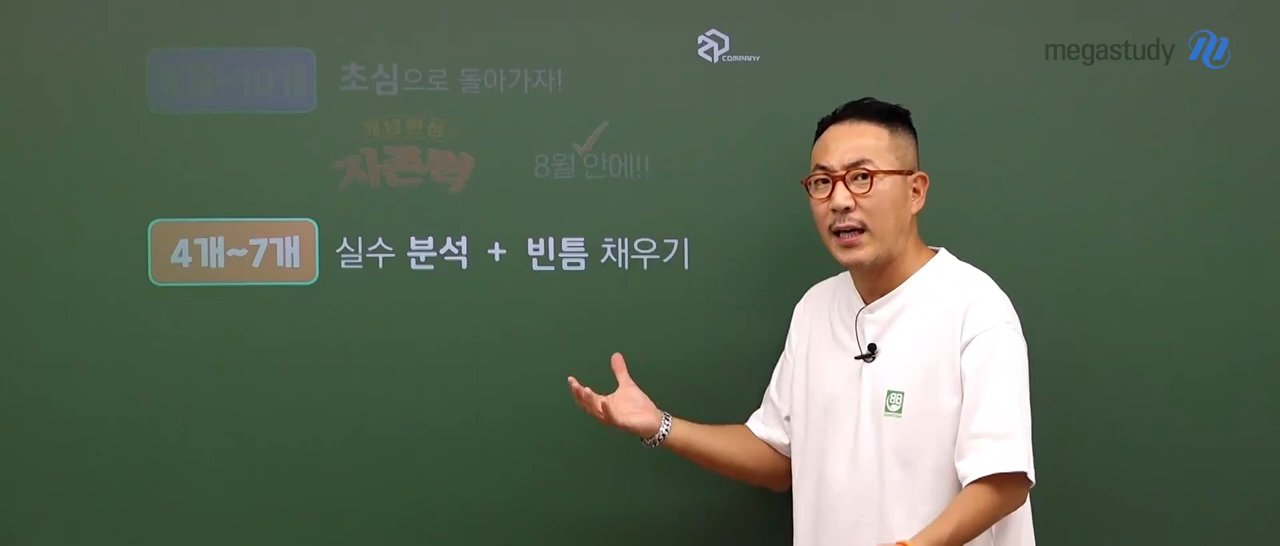 2P COMPANY
megastudy
초심으로 돌아가자!
8월 안에!!
4개~7개
실수 분석 + 빈틈 채우기